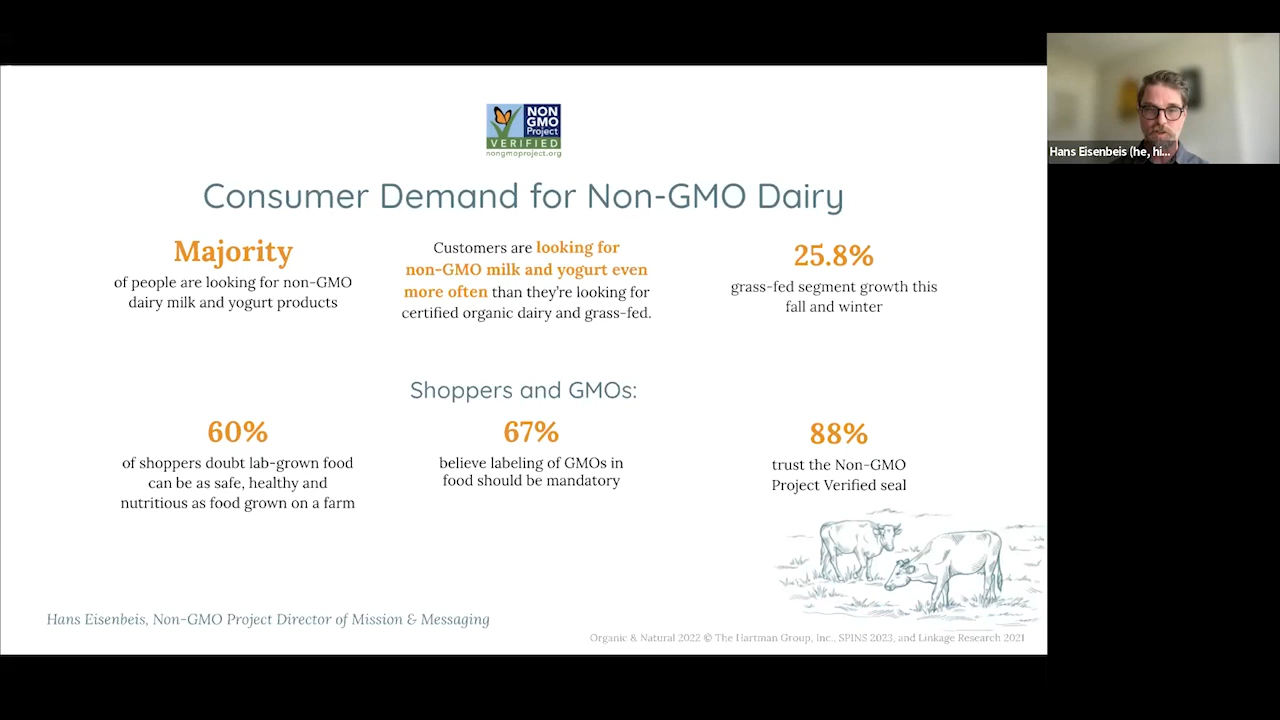 NON
GMO
Project
VERIFIED
nongmoproject.org
Consumer Demand for Non-GMO Dairy
Majority
of people are looking for non-GMO
dairy milk and yogurt products
Customers are looking for
non-GMO milk and yogurt even
more often than they're looking for
certified organic dairy and grass-fed.
25.8%
grass-fed segment growth this
fall and winter
Shoppers and GMOs:
60%
of shoppers doubt lab-grown food
can be as safe, healthy and
nutritious as food grown on a farm
67%
believe labeling of GMOs in
food should be mandatory
88%
trust the Non-GMO
Project Verified seal
Hans Eisenbeis, Non-GMO Project Director of Mission & Messaging
Organic & Natural 2022 © The Hartman Group, Inc., SPINS 2023, and Linkage Research 2021
Hans Eisenbeis (he, hi...